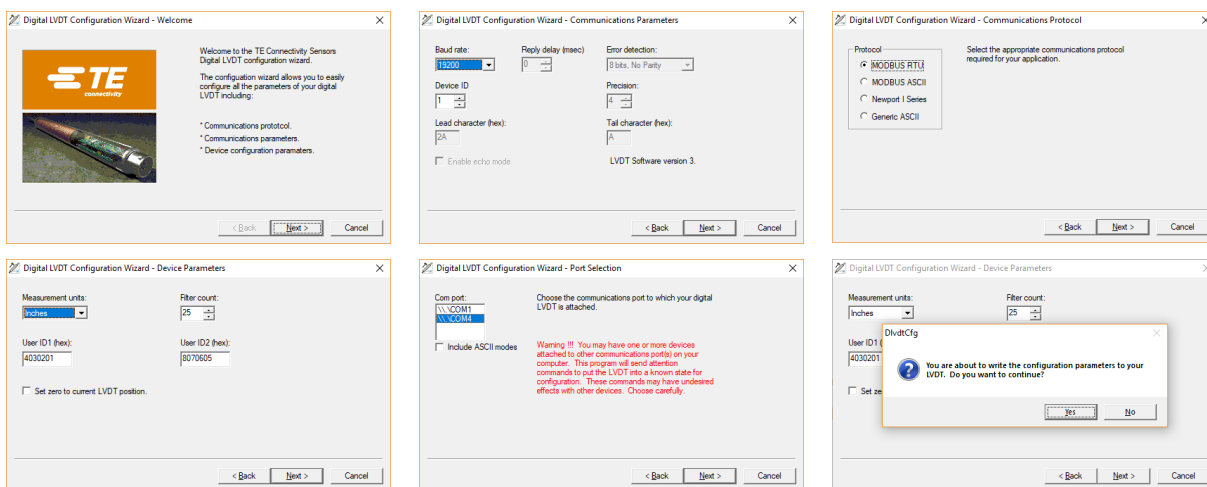 Digital LVDT Configuration Wizard - Welcome
TE
connectivity
Welcome to the TE Connectivity Sensors
Digital LVDT configuration wizard.
The configuation wizard allows you to easily
configure all the parameters of your digital
LVDT including:
* Communications prototcol.
* Communications parameters.
* Device configuration paramaters.
< Back
Next >
Cancel
Digital LVDT Configuration Wizard - Communications Parameters
Baud rate:
Reply delay (msec)
Error detection:
19200
0
8 bits, No Parity
Device ID
Precision:
1
4
Lead character (hex):
Tail character (hex):
2A
A
Enable echo mode
LVDT Software version 3.
< Back
Next >
Cancel
Digital LVDT Configuration Wizard - Communications Protocol
Protocol
MODBUS RTU
MODBUS ASCII
Newport I Series
Generic ASCII
Select the appropriate communications protocol
required for your application.
< Back
Next >
Cancel
Digital LVDT Configuration Wizard - Device Parameters
Measurement units:
Filter count:
Inches
25
User ID1 (hex):
User ID2 (hex):
4030201
8070605
Set zero to current LVDT position.
< Back
Next >
Cancel
Digital LVDT Configuration Wizard - Port Selection
Com port:
\\.\COM1
\\.\COM4
Include ASCII modes
Choose the communications port to which your digital
LVDT is attached.
Warning !!! You may have one or more devices
attached to other communications port(s) on your
computer. This program will send attention
commands to put the LVDT into a known state for
configuration. These commands may have undesired
effects with other devices. Choose carefully.
< Back
Next >
Cancel
Digital LVDT Configuration Wizard - Device Parameters
Measurement units:
Filter count:
Inches
25
User ID1 (
4030201
Set ze
DlvdtCfg
You are about to write the configuration parameters to your
LVDT. Do you want to continue?
Yes
No
< Back
Next >
Cancel